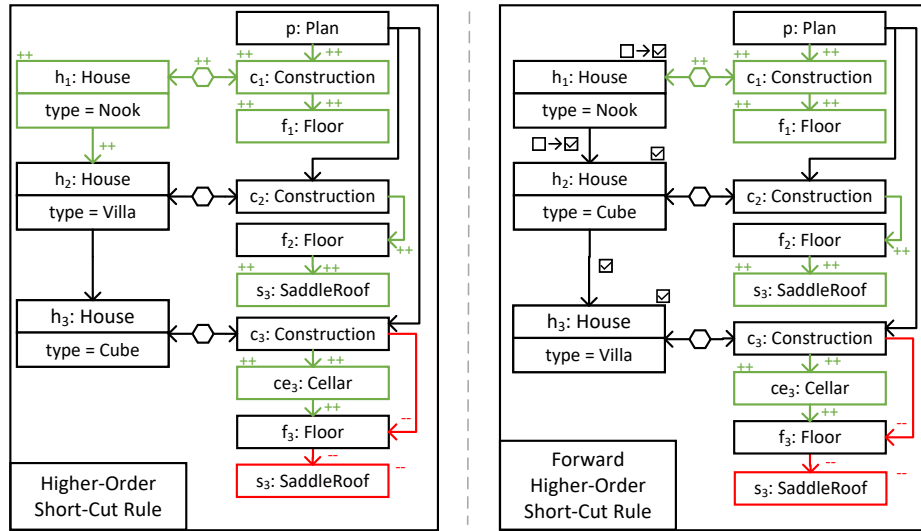 p: Plan
++
++
++
++
++
h₁: House
type = Nook
c₁: Construction
++
++
f₁: Floor
++
h₂: House
type = Villa
c₂: Construction
f₂: Floor
++
++
++
s₃: SaddleRoof
h₃: House
type = Cube
c₃: Construction
++
++
ce₃: Cellar
++
f₃: Floor
--
--
--
s₃: SaddleRoof
Higher-Order
Short-Cut Rule
p: Plan
□→☑
++
++
++
++
h₁: House
type = Nook
c₁: Construction
++
++
f₁: Floor
□→☑
☑
h₂: House
type = Cube
c₂: Construction
f₂: Floor
++
☑
++
++
s₃: SaddleRoof
☑
h₃: House
type = Villa
c₃: Construction
++
++
ce₃: Cellar
++
f₃: Floor
--
--
--
s₃: SaddleRoof
Forward
Higher-Order
Short-Cut Rule